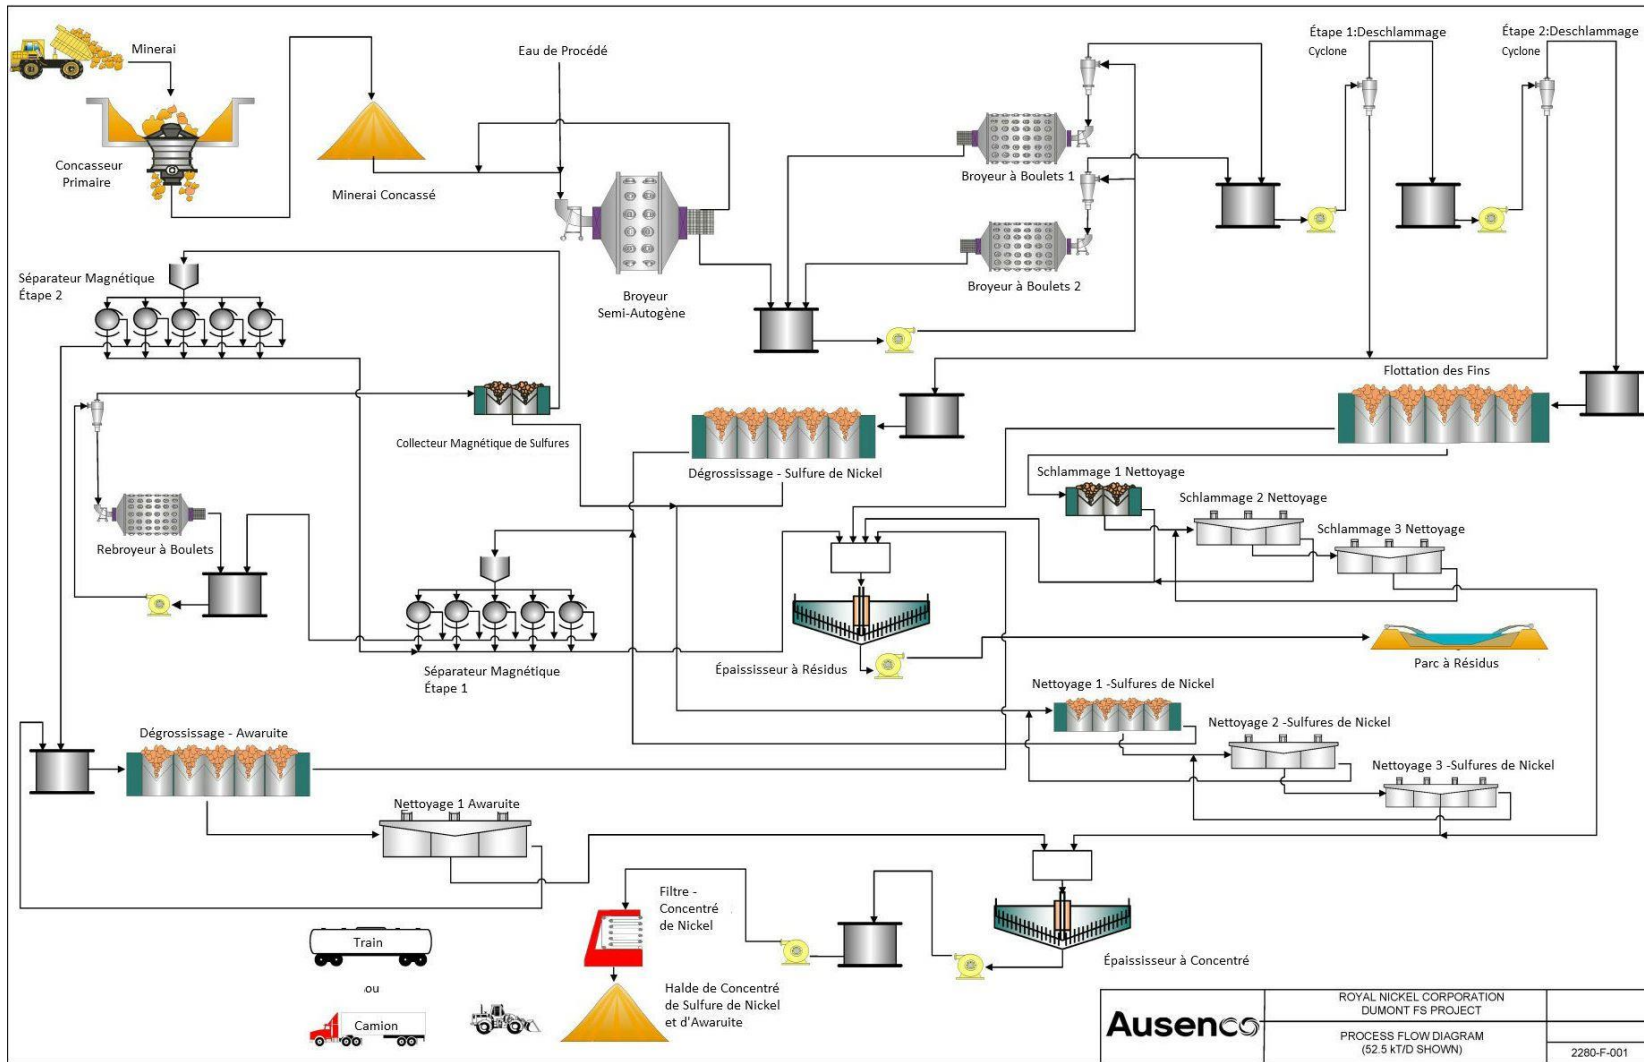 Minerai
Concasseur
Primaire
Minerai Concassé
Eau de Procédé
Broyeur
Semi-Autogène
Broyeur à Boulets 1
Broyeur à Boulets 2
Étape 1:Deschlammage
Cyclone
Étape 2:Deschlammage
Cyclone
Séparateur Magnétique
Étape 2
Collecteur Magnétique de Sulfures
Dégrossissage - Sulfure de Nickel
Flottation des Fins
Schlammage 1 Nettoyage
Schlammage 2 Nettoyage
Schlammage 3 Nettoyage
Rebroyeur à Boulets
Séparateur Magnétique
Étape 1
Épaississeur à Résidus
Parc à Résidus
Nettoyage 1 -Sulfures de Nickel
Nettoyage 2 -Sulfures de Nickel
Nettoyage 3 -Sulfures de Nickel
Dégrossissage - Awaruite
Nettoyage 1 Awaruite
Filtre -
Concentré
de Nickel
Épaississeur à Concentré
Halde de Concentré
de Sulfure de Nickel
et d'Awaruite
Train
ou
Camion
Ausenco
ROYAL NICKEL CORPORATION
DUMONT FS PROJECT
PROCESS FLOW DIAGRAM
(52.5 kT/D SHOWN)
2280-F-001